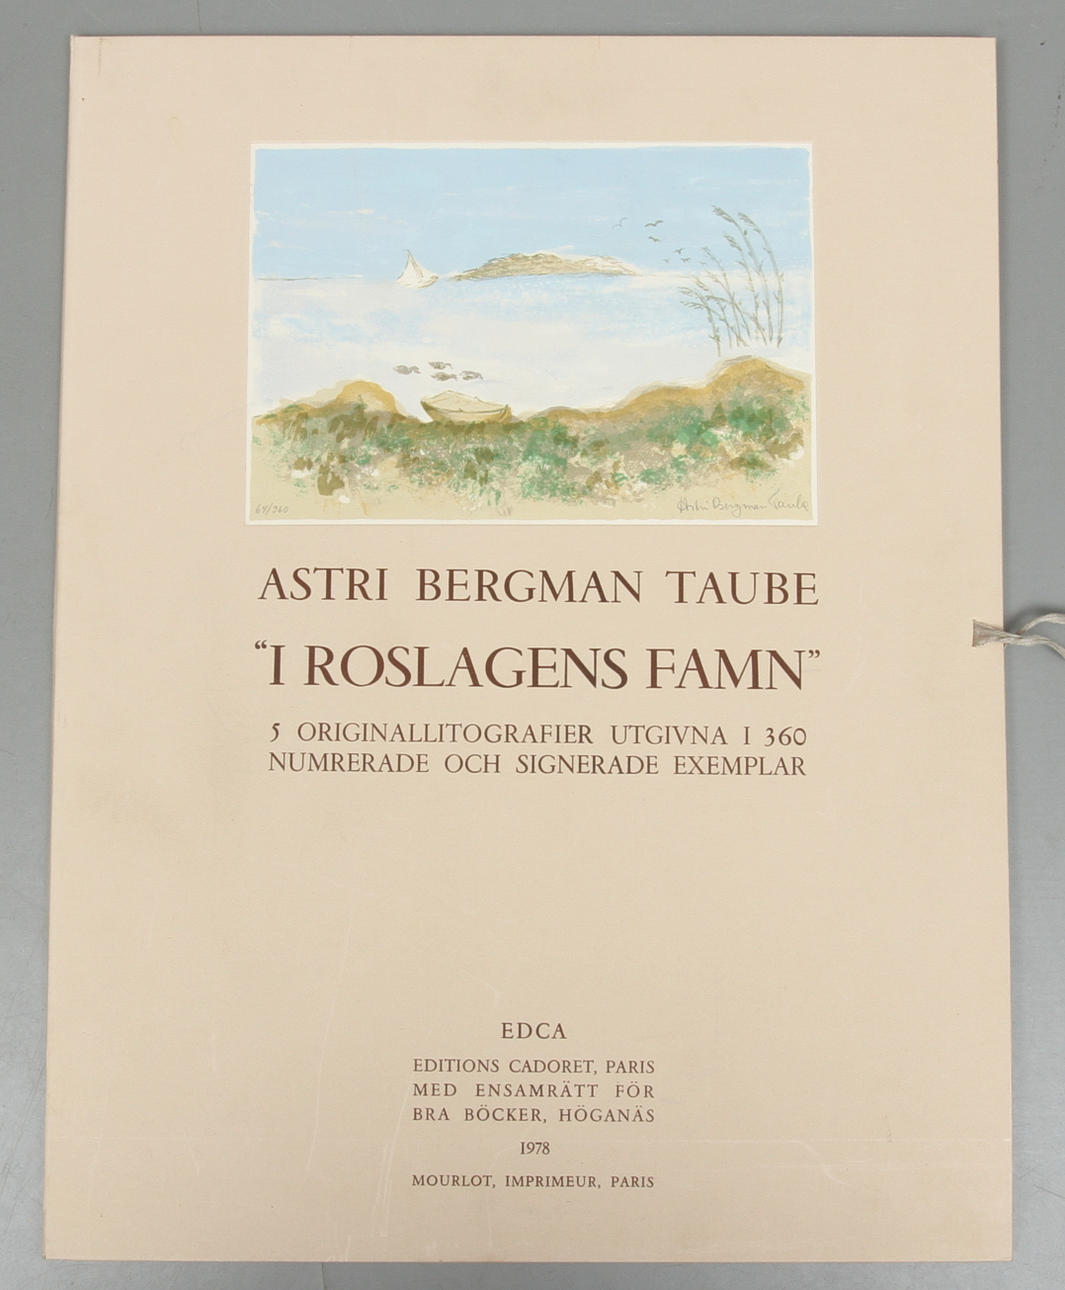 64/360
Astri Bergman Taube
ASTRI BERGMAN TAUBE
“I ROSLAGENS FAMN”
5 ORIGINALLITOGRAFIER UTGIVNA I 360
NUMRERADE OCH SIGNERADE EXEMPLAR
EDCA
EDITIONS CADORET, PARIS
MED ENSAMRÄTT FÖR
BRA BÖCKER, HÖGANÄS
1978
MOURLOT, IMPRIMEUR, PARIS